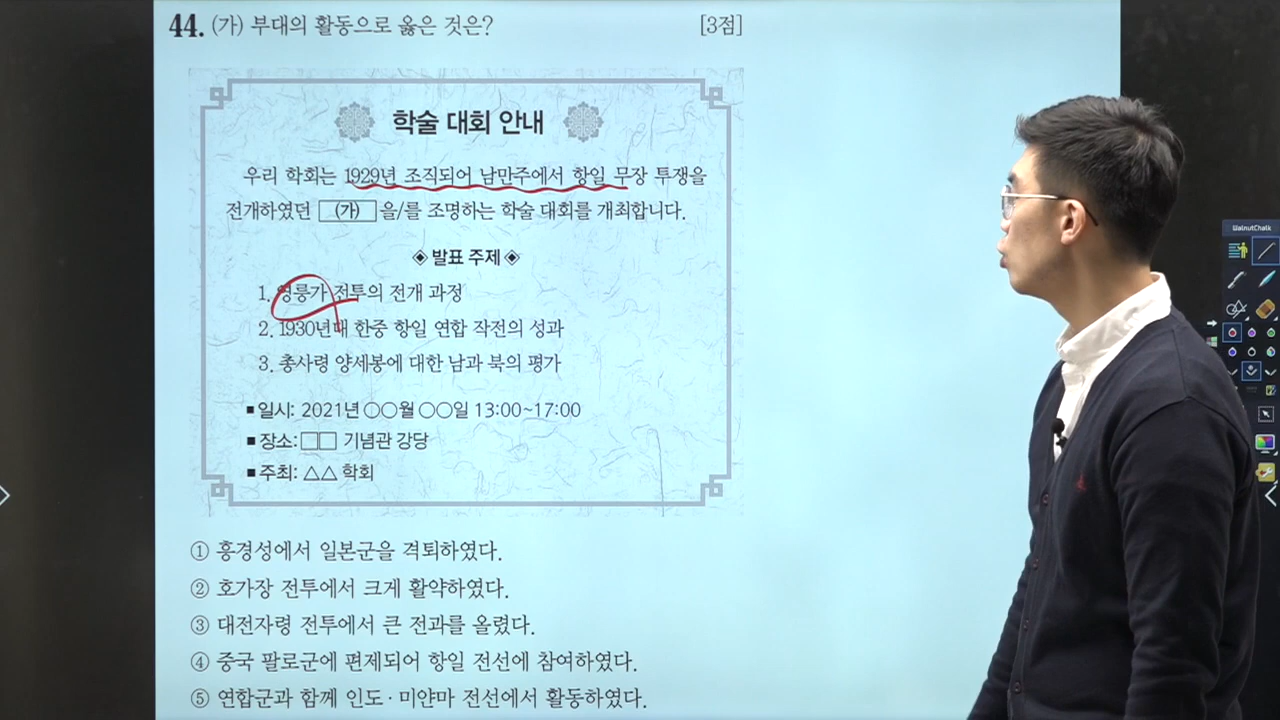 44. (가) 부대의 활동으로 옳은 것은? [3점]
학술 대회 안내
우리 학회는 1929년 조직되어 남만주에서 항일 무장 투쟁을
전개하였던 (가) 을/를 조명하는 학술 대회를 개최합니다.
◈ 발표 주제 ◈
1. 영릉가 전투의 전개 과정
2. 1930년대 한중 항일 연합 작전의 성과
3. 총사령 양세봉에 대한 남과 북의 평가
■ 일시: 2021년 ○○월 ○○일 13:00~17:00
■ 장소: □□ 기념관 강당
■ 주최: △△ 학회
① 흥경성에서 일본군을 격퇴하였다.
② 호가장 전투에서 크게 활약하였다.
③ 대전자령 전투에서 큰 전과를 올렸다.
④ 중국 팔로군에 편제되어 항일 전선에 참여하였다.
⑤ 연합군과 함께 인도·미얀마 전선에서 활동하였다.
WalnutChalk